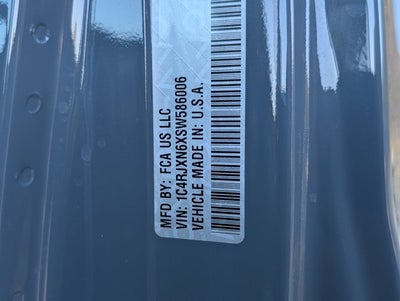 MFD BY: FCA US LLC
VIN: 1C4RJXN6XSW586006
VEHICLE MADE IN: U.S.A.